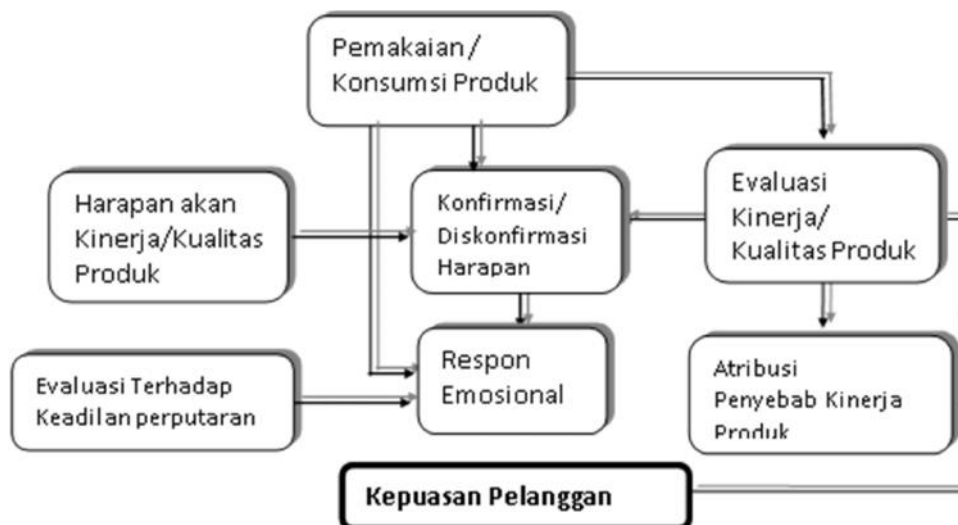 Pemakaian /
Konsumsi Produk
Harapan akan
Kinerja/Kualitas
Produk
Konfirmasi/
Diskonfirmasi
Harapan
Evaluasi
Kinerja/
Kualitas Produk
Evaluasi Terhadap
Keadilan perputaran
Respon
Emosional
Atribusi
Penyebab Kinerja
Produk
Kepuasan Pelanggan